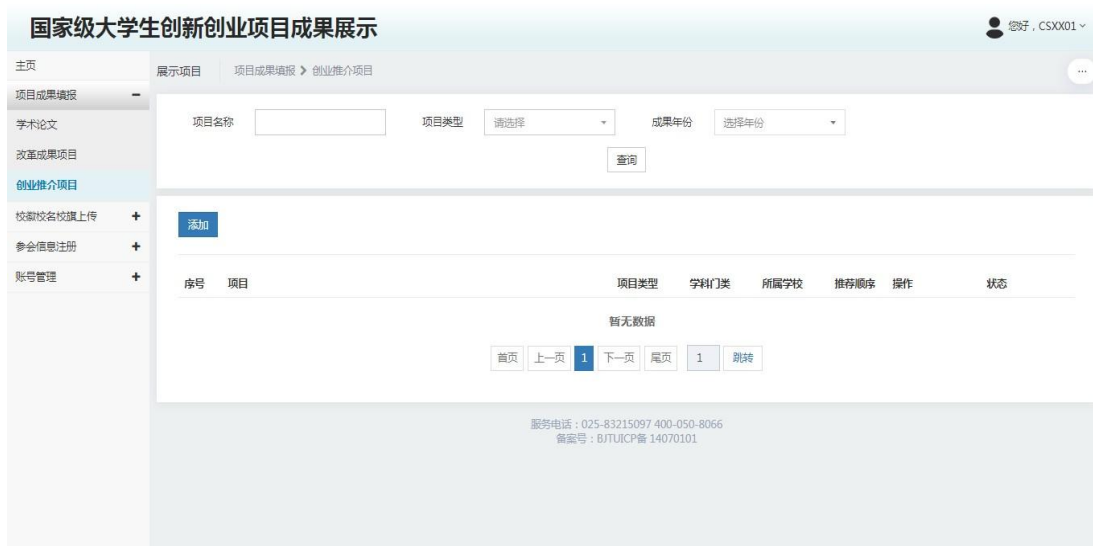 国家级大学生创新创业项目成果展示
您好，CSXX01
主页
展示项目 项目成果填报 > 创业推介项目
...
项目成果填报 −
学术论文
改革成果项目
创业推介项目
校徽校名校旗上传 +
参会信息注册 +
账号管理 +
项目名称 项目类型 请选择 成果年份 选择年份
查询
添加
序号 项目 项目类型 学科门类 所属学校 推荐顺序 操作 状态
暂无数据
首页 上一页 1 下一页 尾页 1 跳转
服务电话：025-83215097 400-050-8066
备案号：BJTUICP备 14070101